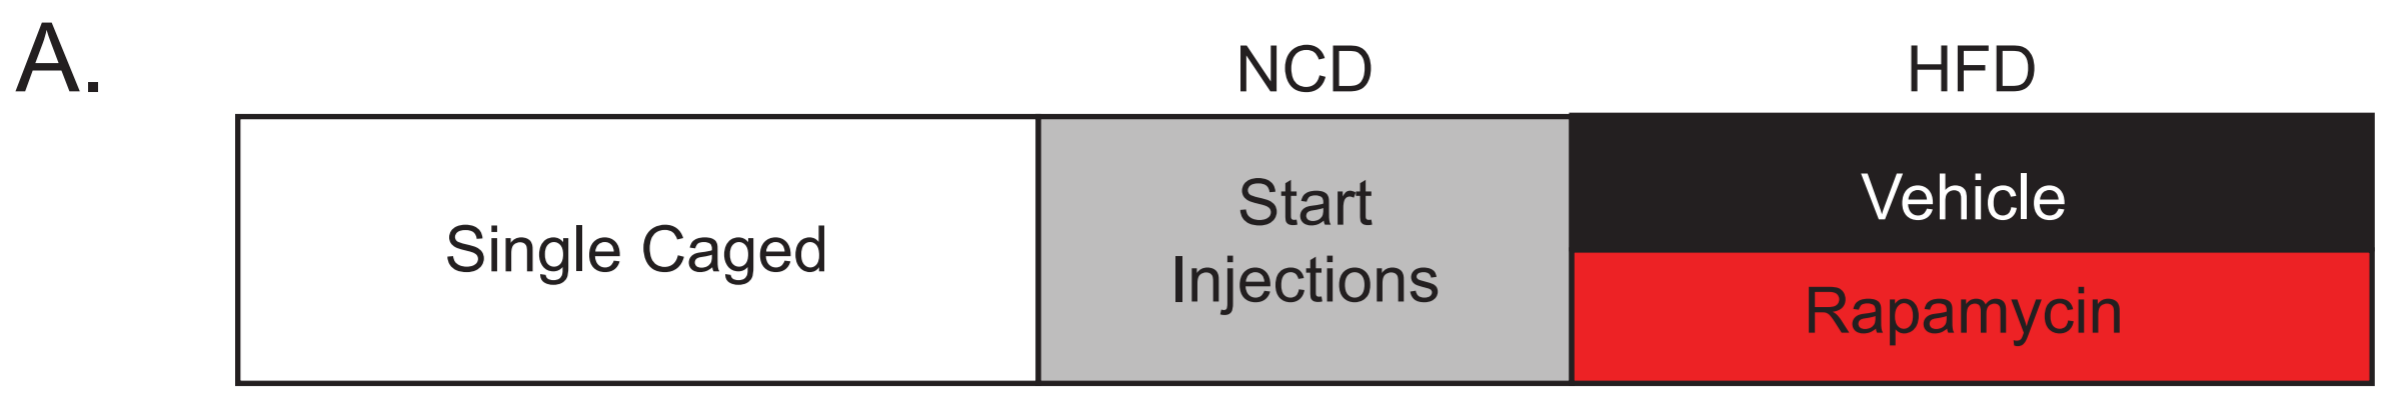 A.
NCD
HFD
Single Caged
Start
Injections
Vehicle
Rapamycin